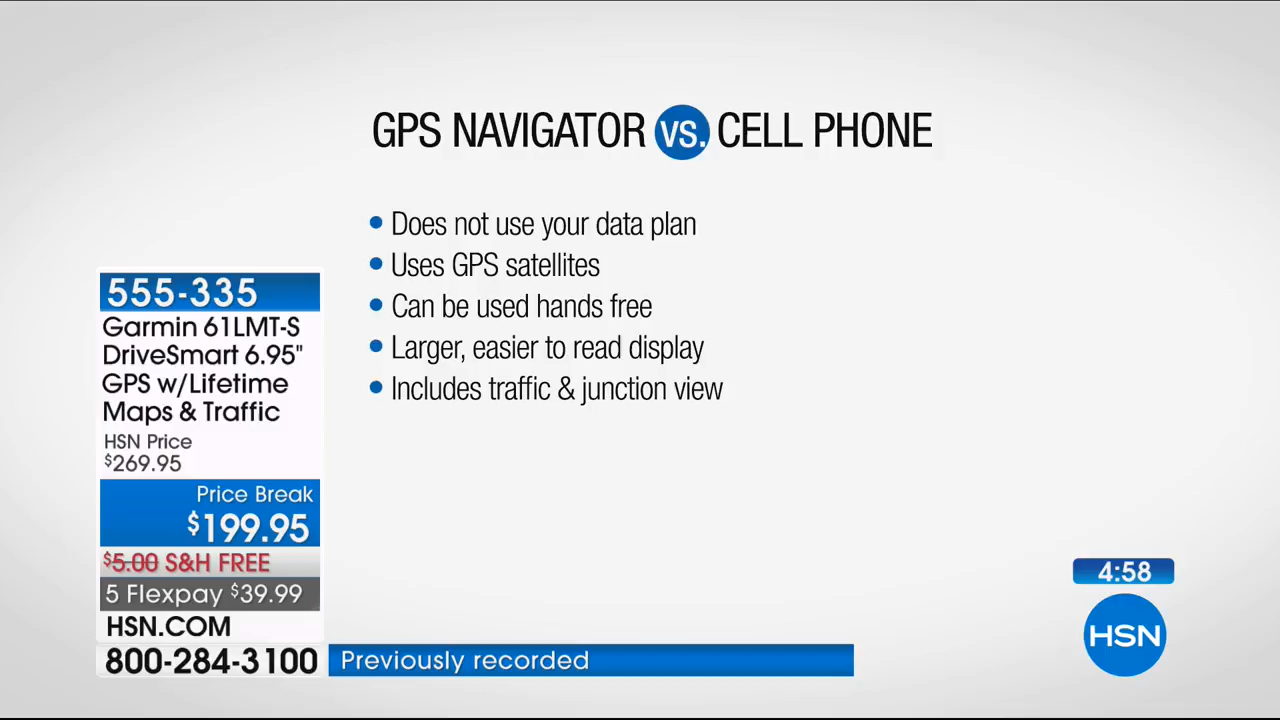 GPS NAVIGATOR VS. CELL PHONE
• Does not use your data plan
• Uses GPS satellites
• Can be used hands free
• Larger, easier to read display
• Includes traffic & junction view
555-335
Garmin 61LMT-S
DriveSmart 6.95"
GPS w/Lifetime
Maps & Traffic
HSN Price
$269.95
Price Break
$199.95
$5.00 S&H FREE
5 Flexpay $39.99
HSN.COM
800-284-3100
Previously recorded
4:58
HSN